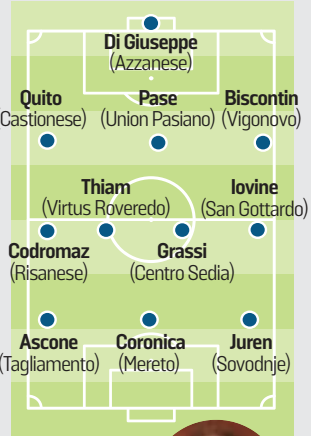 Di Giuseppe
(Azzanese)
Quito
(Castionese)
Pase
(Union Pasiano)
Biscontin
(Vigonovo)
Thiam
(Virtus Roveredo)
Iovine
(San Gottardo)
Codromaz
(Risanese)
Grassi
(Centro Sedia)
Ascone
(Tagliamento)
Coronica
(Mereto)
Juren
(Sovodnje)